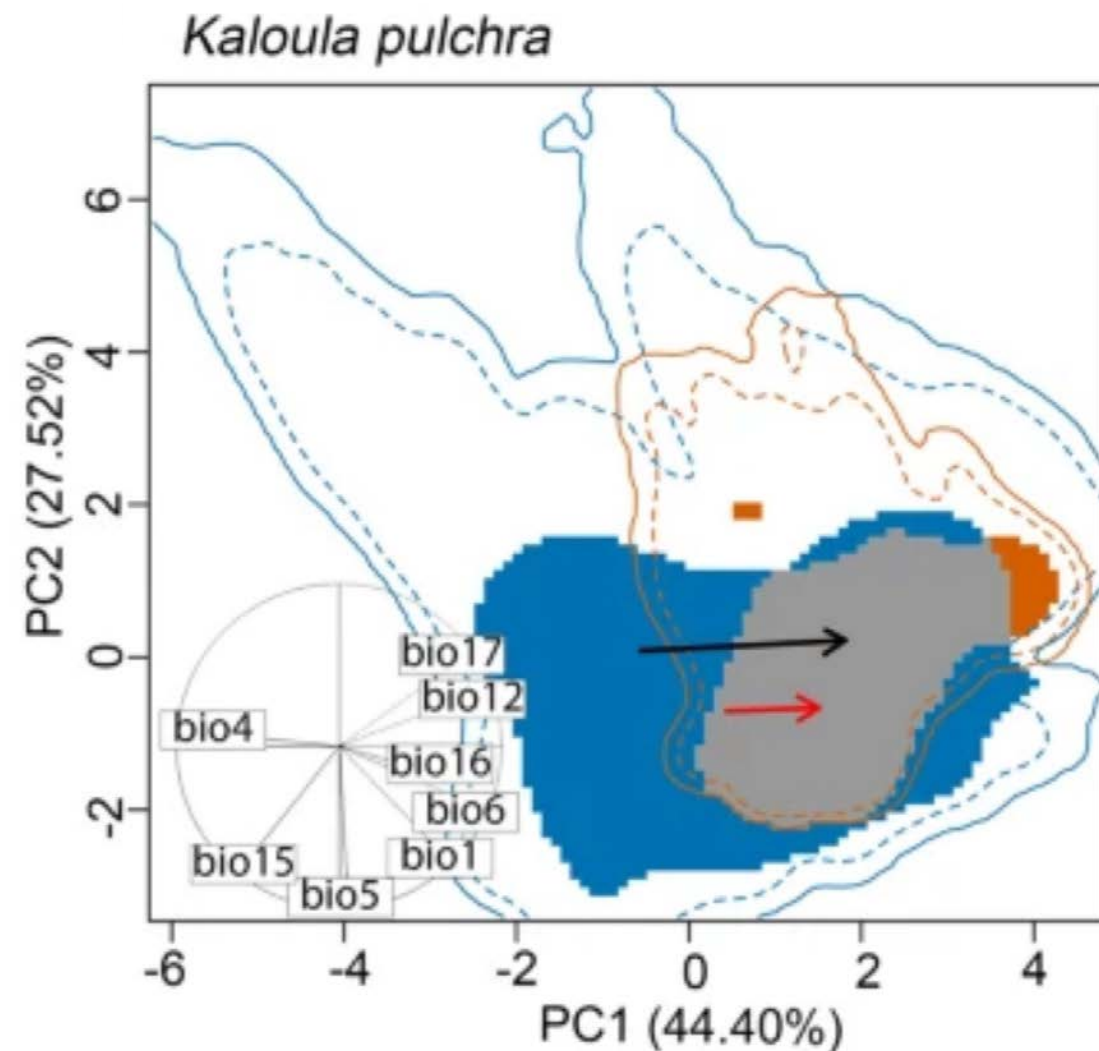 Kaloula pulchra
PC2 (27.52%)
6
4
2
0
-2
bio17
bio12
bio4
bio16
bio6
bio15
bio1
bio5
-6
-4
-2
0
2
4
PC1 (44.40%)